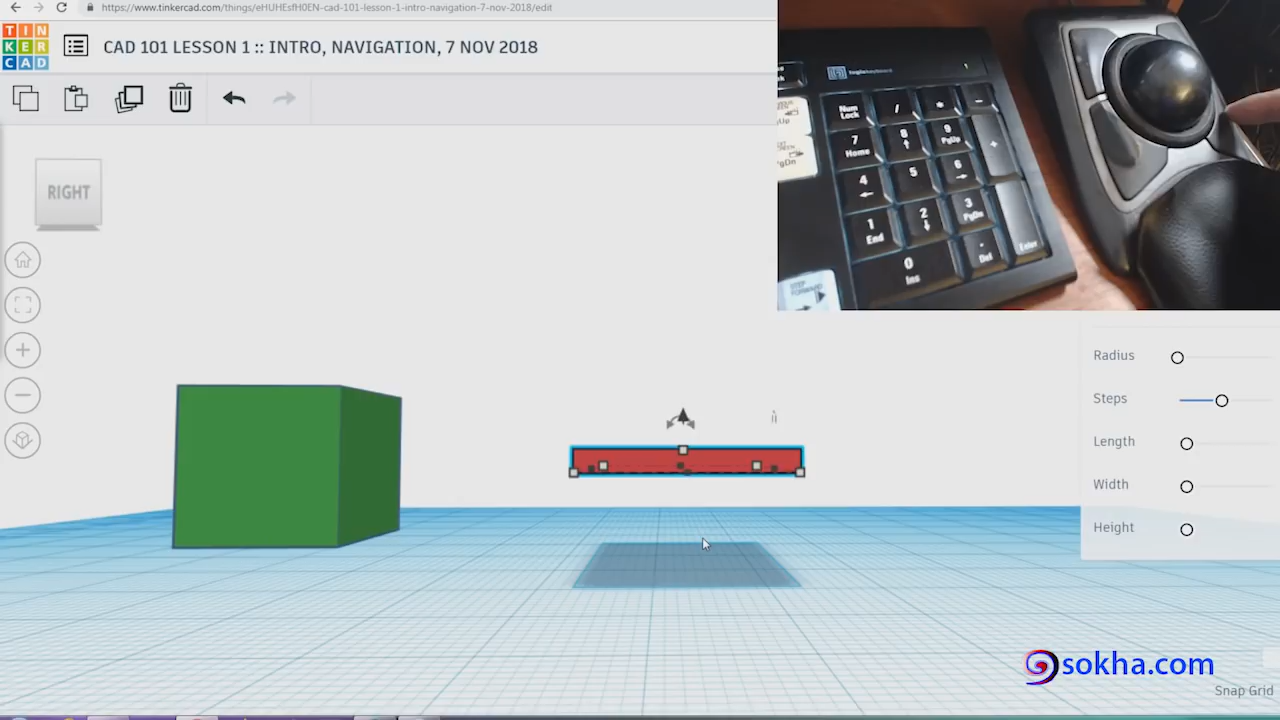 https://www.tinkercad.com/things/eHUHEsfH0EN-cad-101-lesson-1-intro-navigation-7-nov-2018/edit
TIN
KER
CAD
CAD 101 LESSON 1 :: INTRO, NAVIGATION, 7 NOV 2018
RIGHT
Num Lock
/
*
-
7 Home
8
9 PgUp
+
4
5
6
1 End
2
3 PgDn
Enter
0 Ins
. Del
PgUp
PgDn
STEP FORWARD
Radius
Steps
Length
Width
Height
sokha.com
Snap Grid